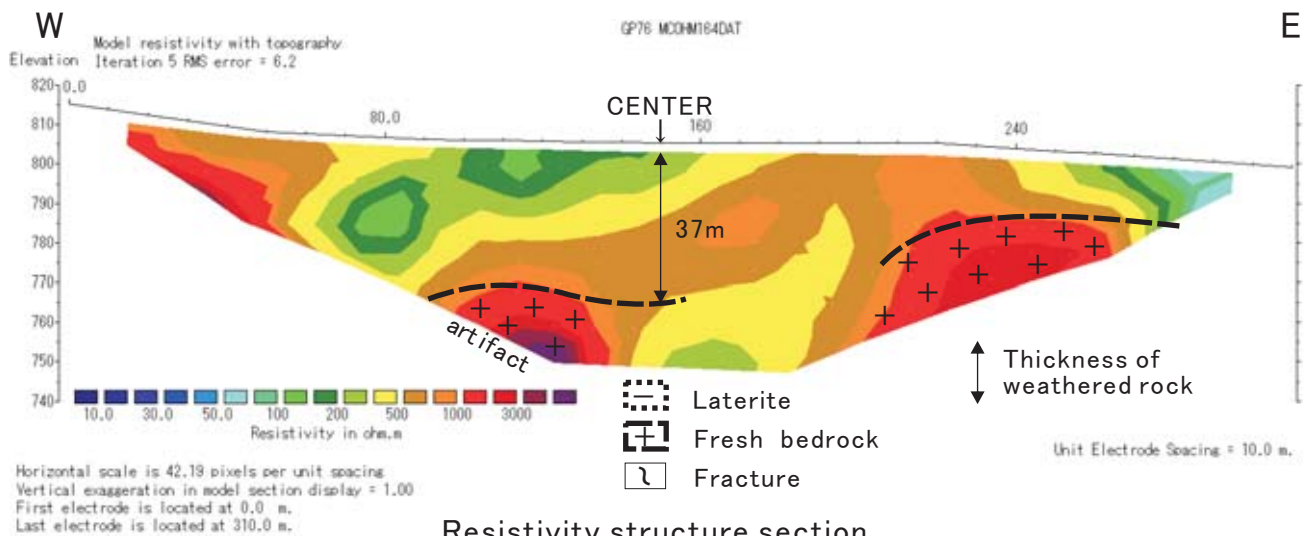 W
E
GP76 MCOHM164DAT
Model resistivity with topography
Elevation Iteration 5 RMS error = 6.2
820
0.0
CENTER
80.0
160
240
810
800
790
780
770
760
750
740
37m
artifact
10.0 30.0 50.0 100 200 500 1000 3000
Resistivity in ohm.m
Thickness of
weathered rock
Laterite
Fresh bedrock
Fracture
Unit Electrode Spacing = 10.0 m.
Horizontal scale is 42.19 pixels per unit spacing
Vertical exaggeration in model section display = 1.00
First electrode is located at 0.0 m.
Last electrode is located at 310.0 m.
Resistivity structure section